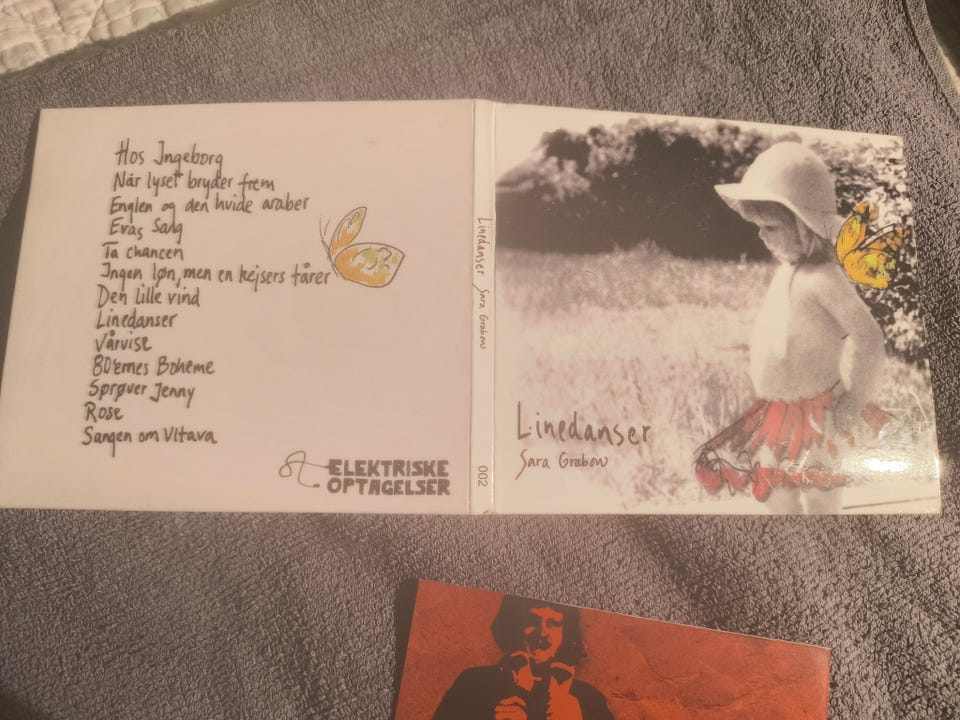 Hos Ingeborg
Når lyset bryder frem
Englen og den hvide araber
Evas Sang
Ta chancen
Ingen løn, men en kejsers tårer
Den lille vind
Linedanser
Vårvise
80'ernes Boheme
Sørøver Jenny
Rose
Sangen om Vltava
ELEKTRISKE
OPTAGELSER
Linedanser Sara Grabow
002
Linedanser
Sara Grabow